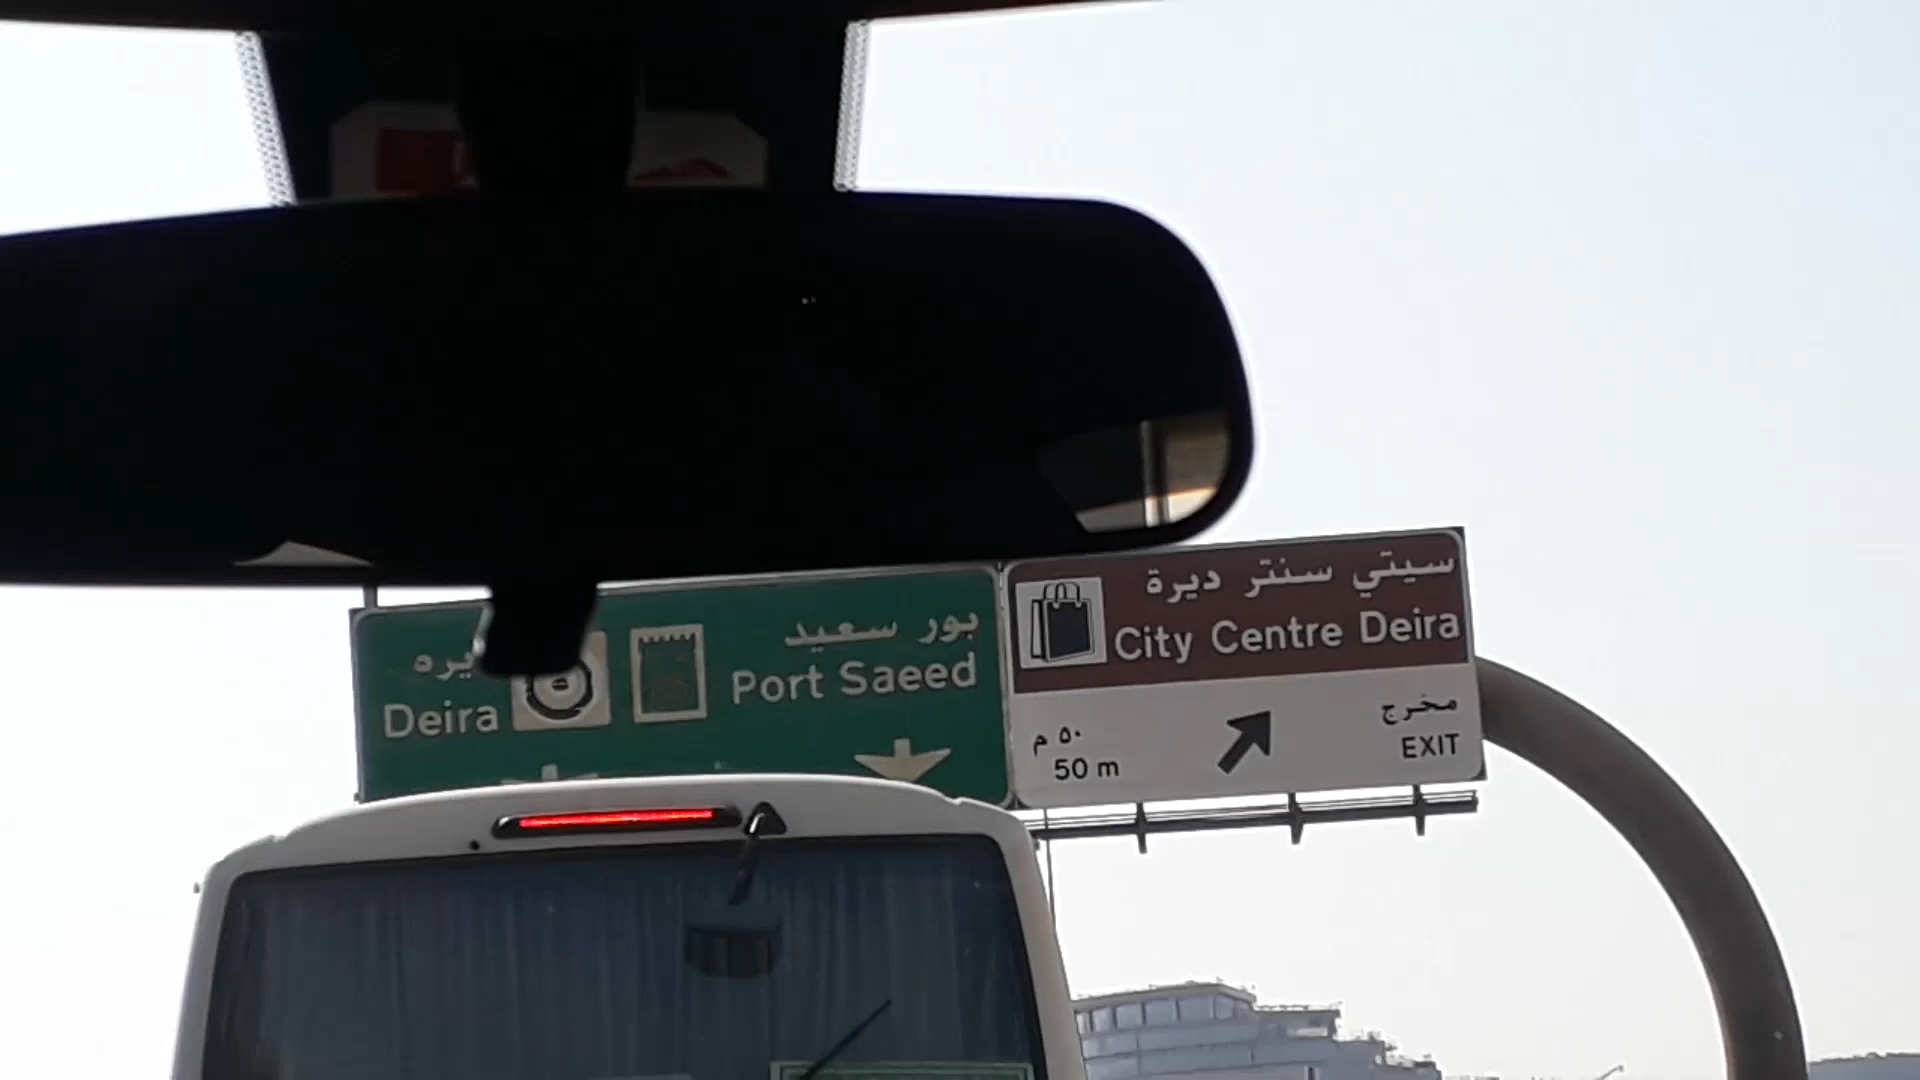 بور سعيد
Deira
Port Saeed
سيتي سنتر ديرة
City Centre Deira
٥٠ م
50 m
مخرج
EXIT